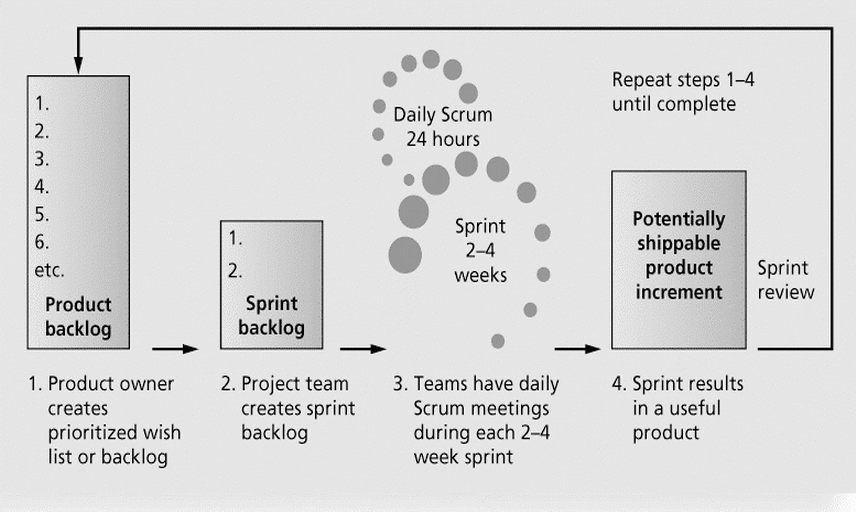 1.
2.
3.
4.
5.
6.
etc.
Product
backlog
1.
2.
Sprint
backlog
Daily Scrum
24 hours
Sprint
2–4
weeks
Repeat steps 1–4
until complete
Potentially
shippable
product
increment
Sprint
review
1. Product owner
creates
prioritized wish
list or backlog
2. Project team
creates sprint
backlog
3. Teams have daily
Scrum meetings
during each 2–4
week sprint
4. Sprint results
in a useful
product